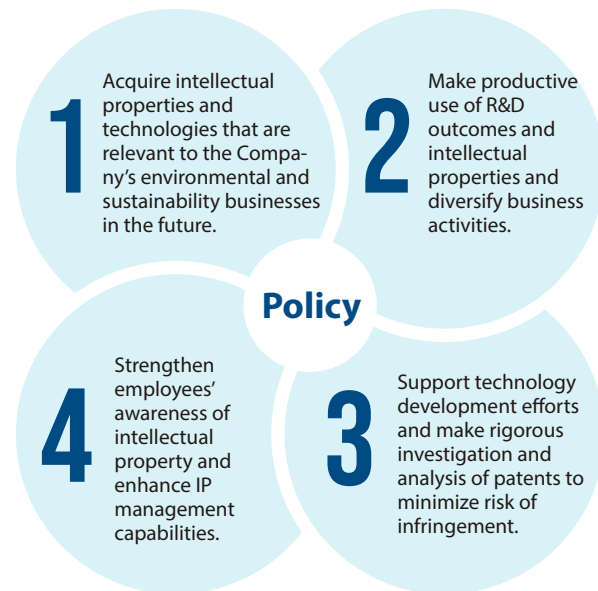 1
Acquire intellectual
properties and
technologies that are
relevant to the Compa-
ny’s environmental and
sustainability businesses
in the future.
2
Make productive
use of R&D
outcomes and
intellectual
properties and
diversify business
activities.
Policy
3
Support technology
development efforts
and make rigorous
investigation and
analysis of patents to
minimize risk of
infringement.
4
Strengthen
employees’
awareness of
intellectual
property and
enhance IP
management
capabilities.